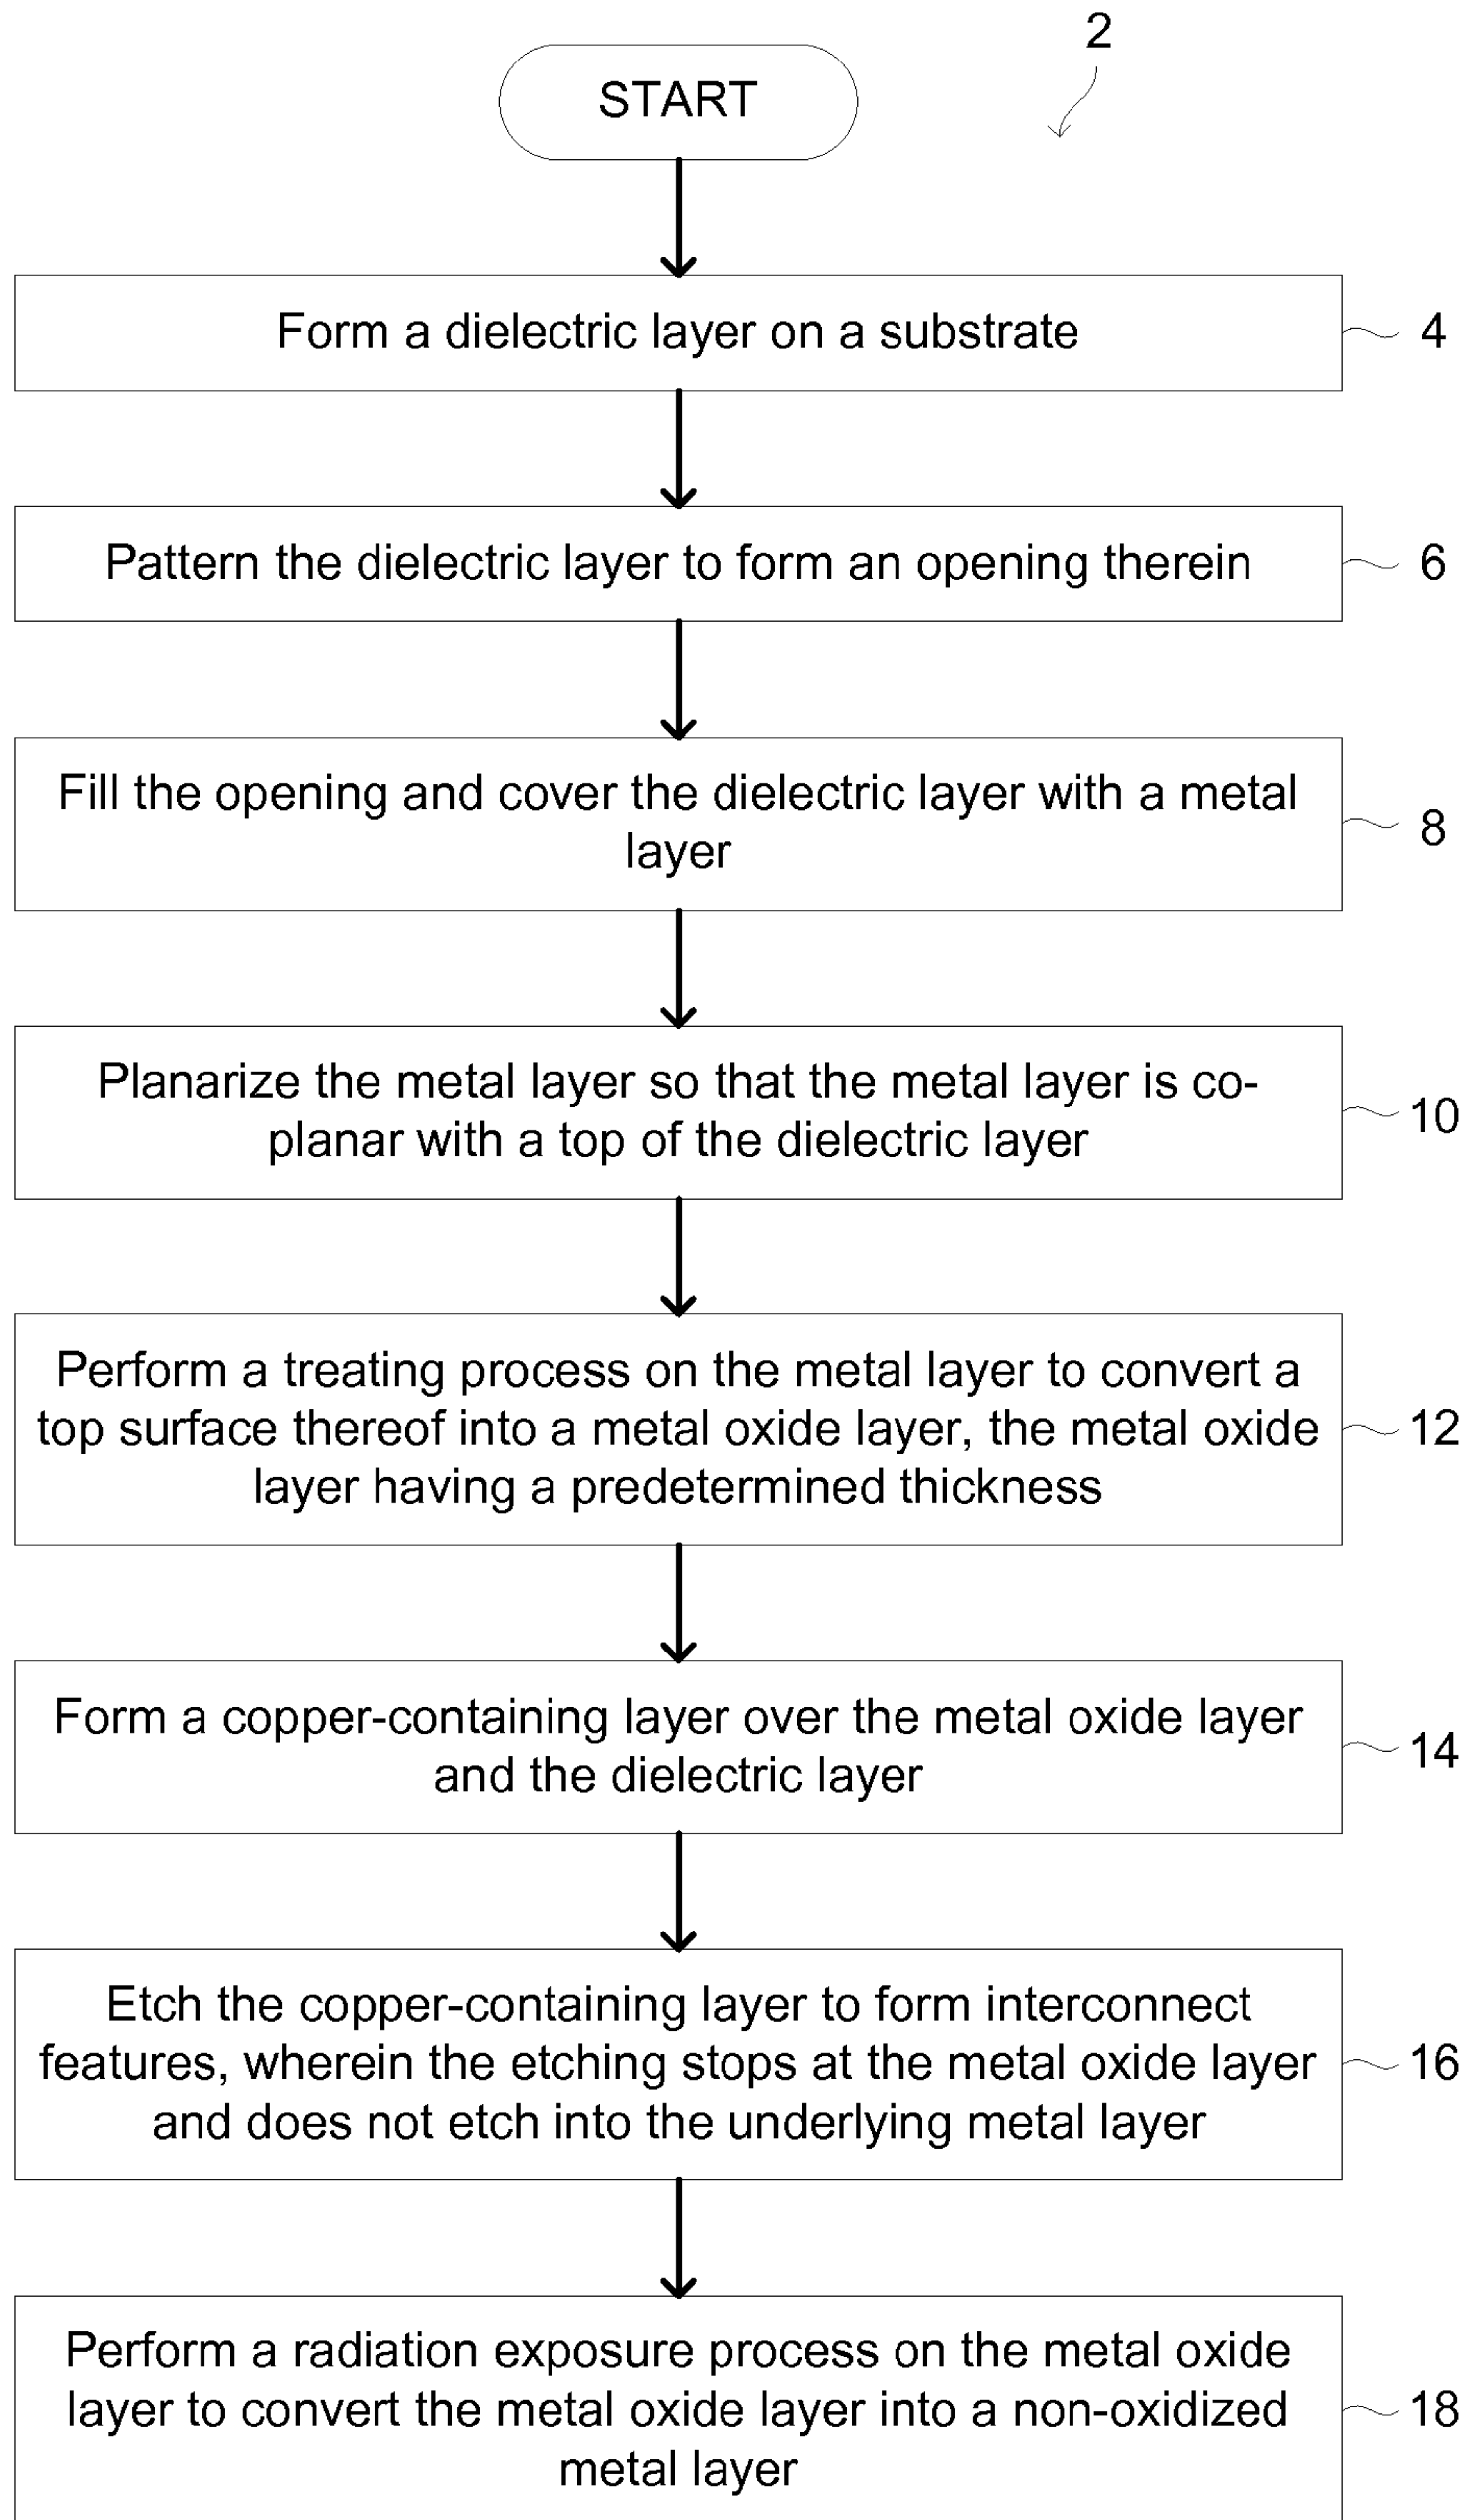 2
START
Form a dielectric layer on a substrate
4
Pattern the dielectric layer to form an opening therein
6
Fill the opening and cover the dielectric layer with a metal
layer
8
Planarize the metal layer so that the metal layer is co-
planar with a top of the dielectric layer
10
Perform a treating process on the metal layer to convert a
top surface thereof into a metal oxide layer, the metal oxide
layer having a predetermined thickness
12
Form a copper-containing layer over the metal oxide layer
and the dielectric layer
14
Etch the copper-containing layer to form interconnect
features, wherein the etching stops at the metal oxide layer
and does not etch into the underlying metal layer
16
Perform a radiation exposure process on the metal oxide
layer to convert the metal oxide layer into a non-oxidized
metal layer
18